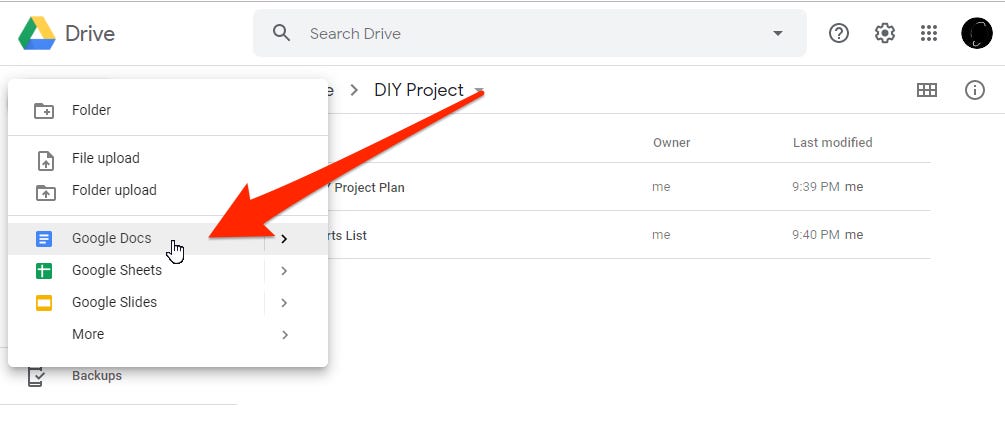 Drive
Search Drive
DIY Project
Folder
File upload
Folder upload
Google Docs
Google Sheets
Google Slides
More
Backups
Owner
Last modified
Project Plan
me
9:39 PM me
List
me
9:40 PM me